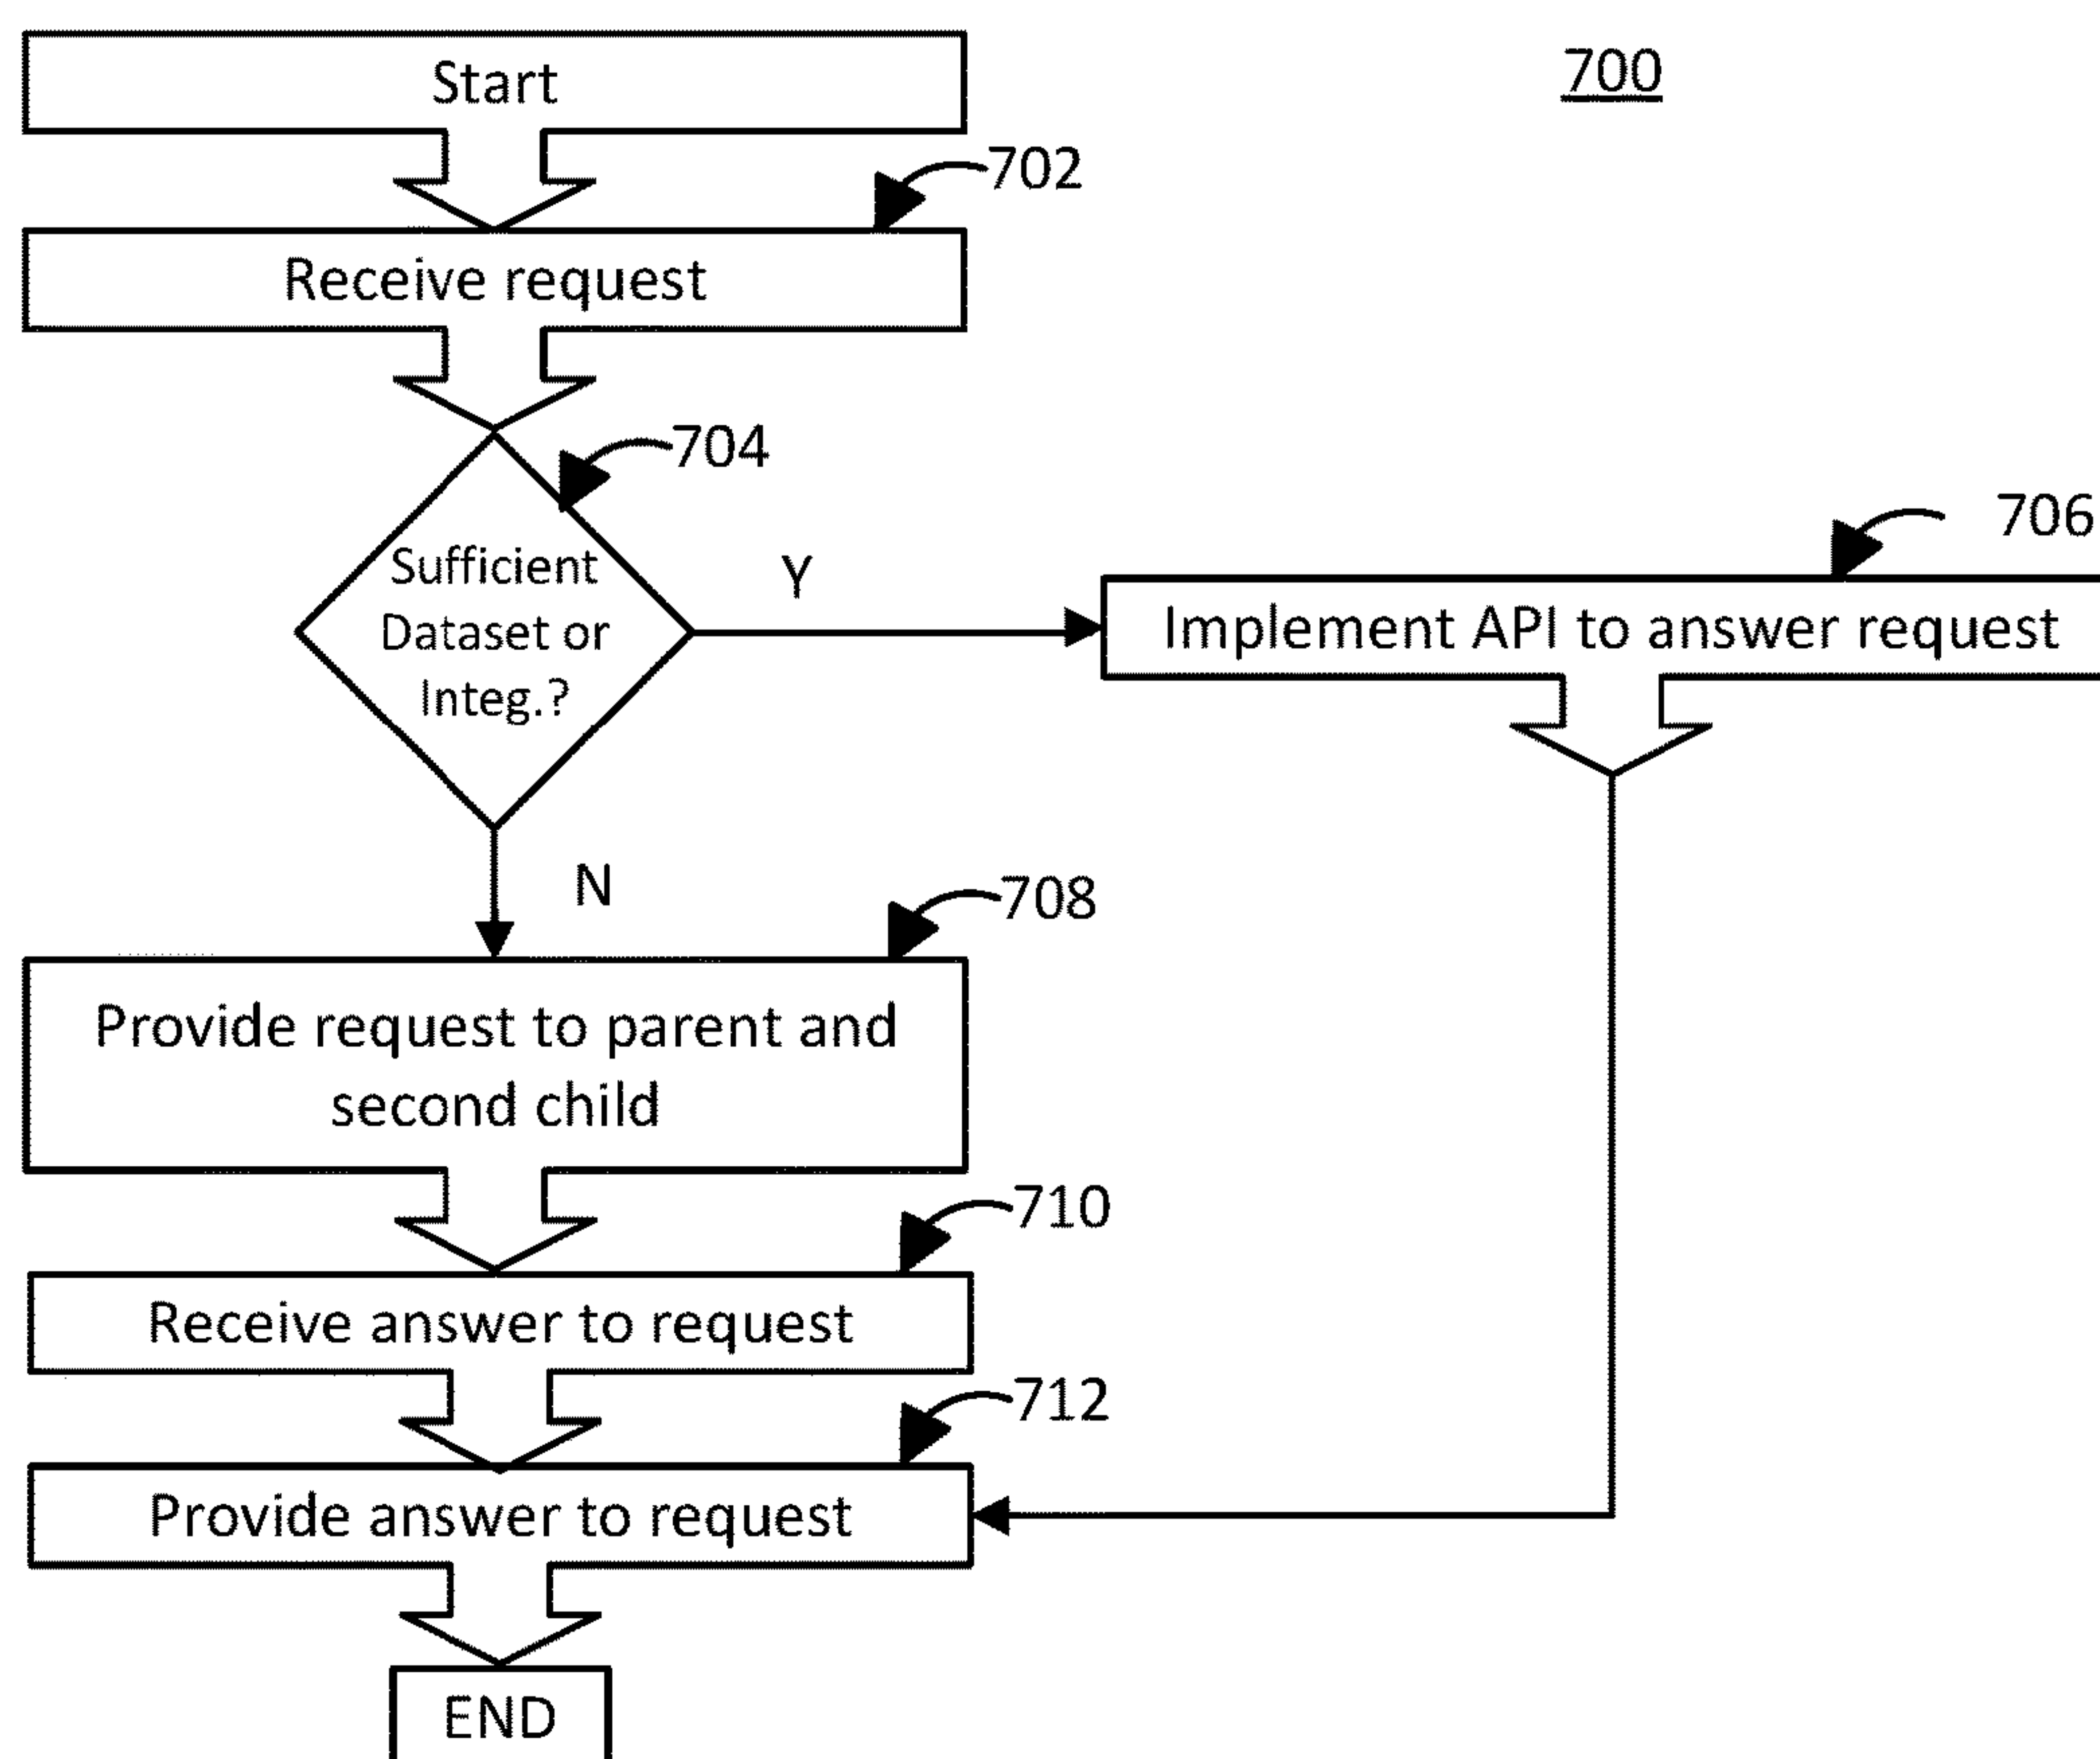 Start
700
702
Receive request
704
Sufficient
Dataset or
Integ.?
Y
706
Implement API to answer request
N
708
Provide request to parent and
second child
710
Receive answer to request
712
Provide answer to request
END